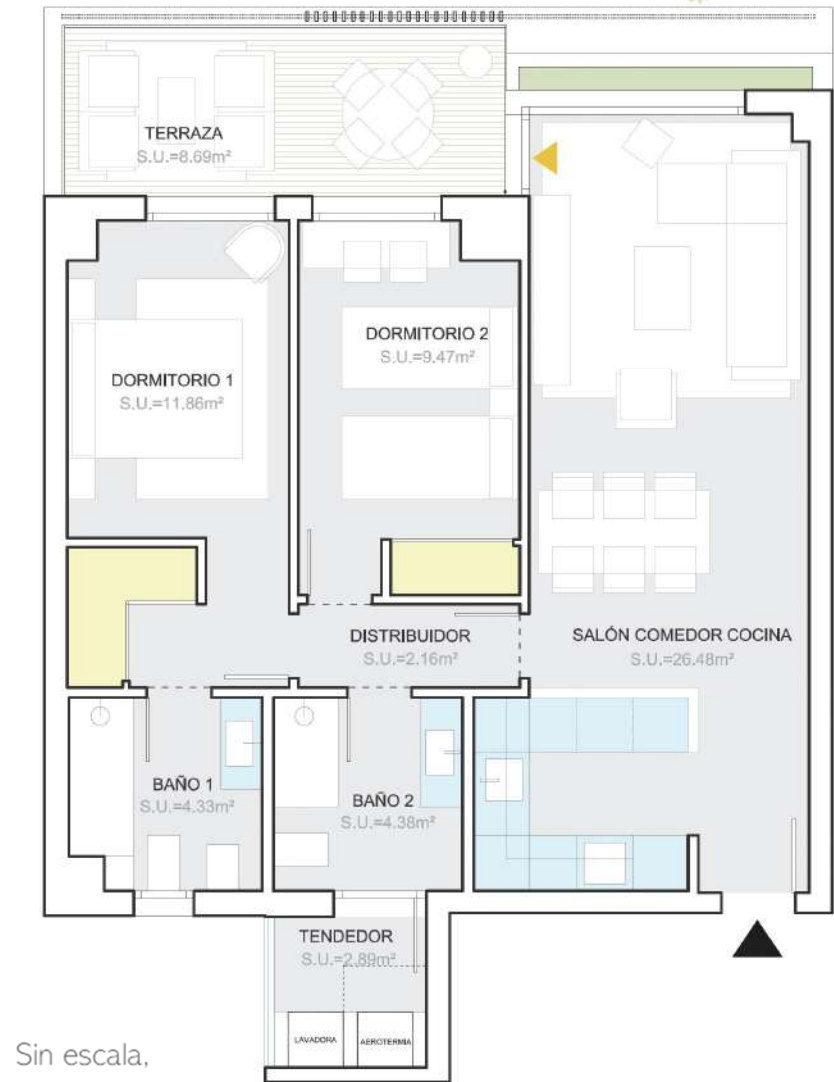 TERRAZA
S.U.=8.69m²
DORMITORIO 2
S.U.=9.47m²
DORMITORIO 1
S.U.=11.86m²
DISTRIBUIDOR
S.U.=2.16m²
SALÓN COMEDOR COCINA
S.U.=26.48m²
BAÑO 1
S.U.=4.33m²
BAÑO 2
S.U.=4.38m²
TENDEDOR
S.U.=2.89m²
LAVADORA
AEROTERMIA
Sin escala,